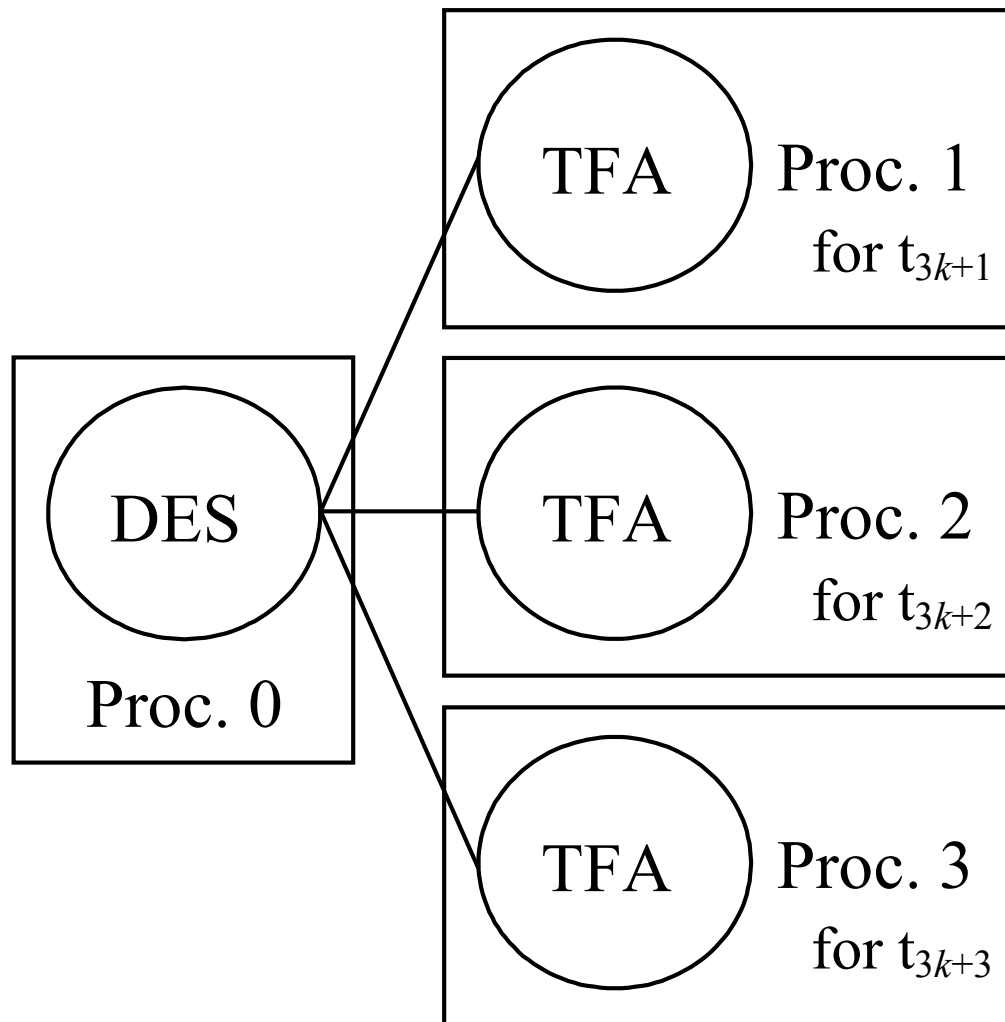 TFA
Proc. 1
for t3k+1
DES
Proc. 0
TFA
Proc. 2
for t3k+2
TFA
Proc. 3
for t3k+3